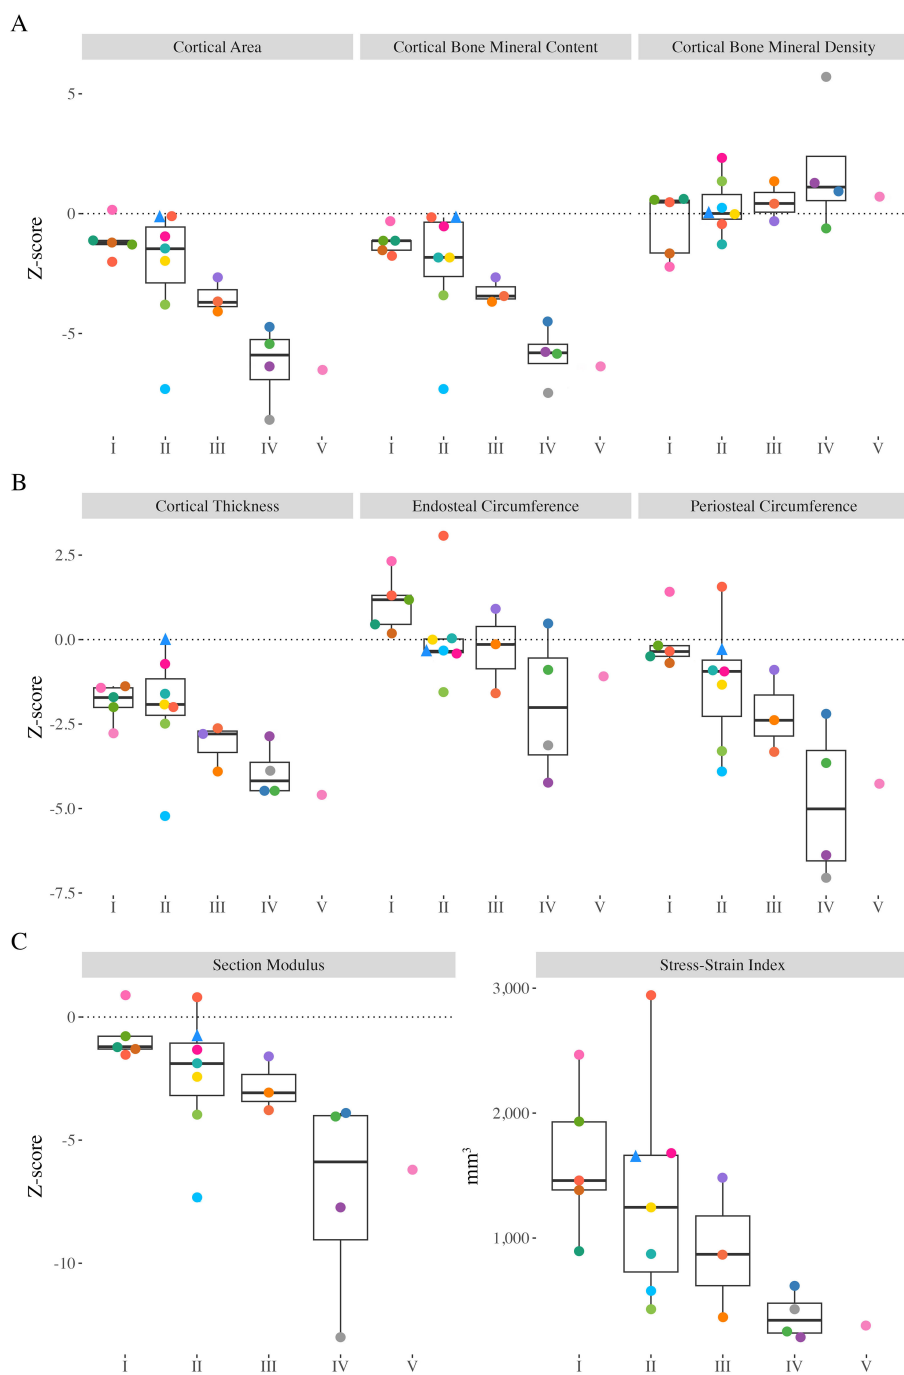 A
Cortical Area
Cortical Bone Mineral Content
Cortical Bone Mineral Density
Z-score
5
0
-5
I II III IV V
I II III IV V
I II III IV V
B
Cortical Thickness
Endosteal Circumference
Periosteal Circumference
Z-score
2.5
0.0
-2.5
-5.0
-7.5
I II III IV V
I II III IV V
I II III IV V
C
Section Modulus
Stress-Strain Index
Z-score
0
-5
-10
mm³
3,000
2,000
1,000
I II III IV V
I II III IV V